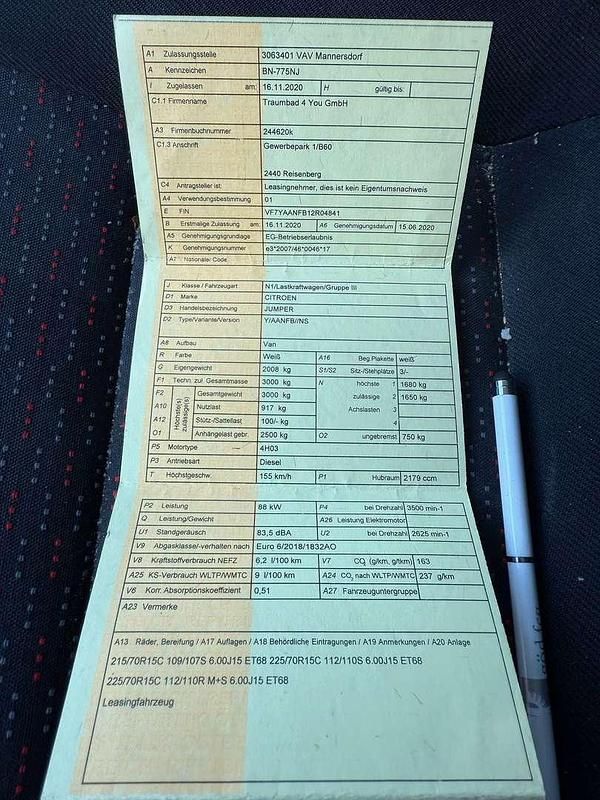 A1 Zulassungsstelle 3063401 VAV Mannersdorf
A Kennzeichen BN-775NJ
I Zugelassen am: 16.11.2020 H gültig bis:
C1.1 Firmenname Traumbad 4 You GmbH
A3 Firmenbuchnummer 244620k
C1.3 Anschrift Gewerbepark 1/B60
2440 Reisenberg
C4 Antragsteller ist: Leasingnehmer, dies ist kein Eigentumsnachweis
A4 Verwendungsbestimmung 01
E FIN VF7YAANFB12R04841
B Erstmalige Zulassung am: 16.11.2020 A6 Genehmigungsdatum 15.06.2020
A5 Genehmigungsgrundlage EG-Betriebserlaubnis
K Genehmigungsnummer e3*2007/46*0046*17
A7 Nationaler Code
J Klasse / Fahrzeugart N1/Lastkraftwagen/Gruppe III
D1 Marke CITROEN
D3 Handelsbezeichnung JUMPER
D2 Type/Variante/Version Y/AANFB//NS
A8 Aufbau Van
R Farbe Weiß A16 Beg.Plakette weiß
G Eigengewicht 2008 kg S1/S2 Sitz-/Stehplätze 3/-
F1 Techn. zul. Gesamtmasse 3000 kg N höchste 1 1680 kg
F2 Höchste(s) zulässige(s) Gesamtgewicht 3000 kg zulässige 2 1650 kg
A10 Nutzlast 917 kg Achslasten 3
A12 Stütz-/Sattellast 100/- kg 4
O1 Anhängelast gebr. 2500 kg O2 ungebremst 750 kg
P5 Motortype 4H03
P3 Antriebsart Diesel
T Höchstgeschw. 155 km/h P1 Hubraum 2179 ccm
P2 Leistung 88 kW P4 bei Drehzahl 3500 min-1
Q Leistung/Gewicht A26 Leistung Elektromotor
U1 Standgeräusch 83,5 dBA U2 bei Drehzahl 2625 min-1
V9 Abgasklasse/-verhalten nach Euro 6/2018/1832AO
V8 Kraftstoffverbrauch NEFZ 6,2 l/100 km V7 CO₂ (g/km, g/tkm) 163
A25 KS-Verbrauch WLTP/WMTC 9 l/100 km A24 CO₂ nach WLTP/WMTC 237 g/km
V6 Korr. Absorptionskoeffizient 0,51 A27 Fahrzeuguntergruppe
A23 Vermerke
A13 Räder, Bereifung / A17 Auflagen / A18 Behördliche Eintragungen / A19 Anmerkungen / A20 Anlage
215/70R15C 109/107S 6.00J15 ET68 225/70R15C 112/110S 6.00J15 ET68
225/70R15C 112/110R M+S 6.00J15 ET68
Leasingfahrzeug